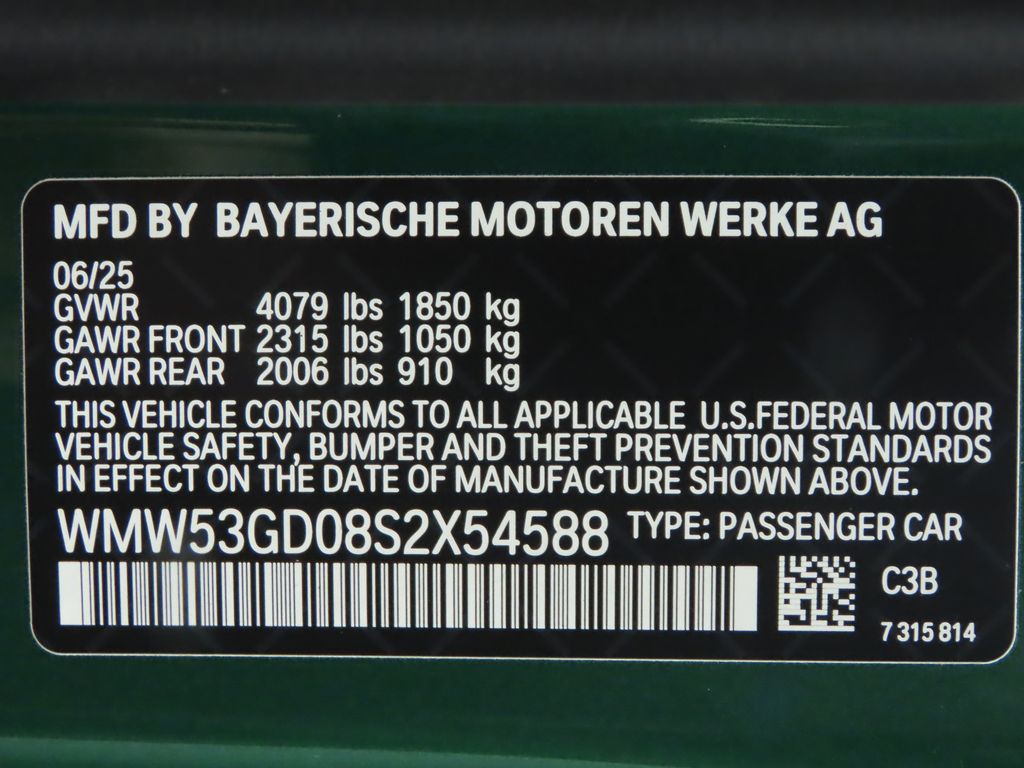 MFD BY BAYERISCHE MOTOREN WERKE AG
06/25
GVWR 4079 lbs 1850 kg
GAWR FRONT 2315 lbs 1050 kg
GAWR REAR 2006 lbs 910 kg
THIS VEHICLE CONFORMS TO ALL APPLICABLE U.S.FEDERAL MOTOR
VEHICLE SAFETY, BUMPER AND THEFT PREVENTION STANDARDS
IN EFFECT ON THE DATE OF MANUFACTURE SHOWN ABOVE.
WMW53GD08S2X54588 TYPE: PASSENGER CAR
C3B
7 315 814